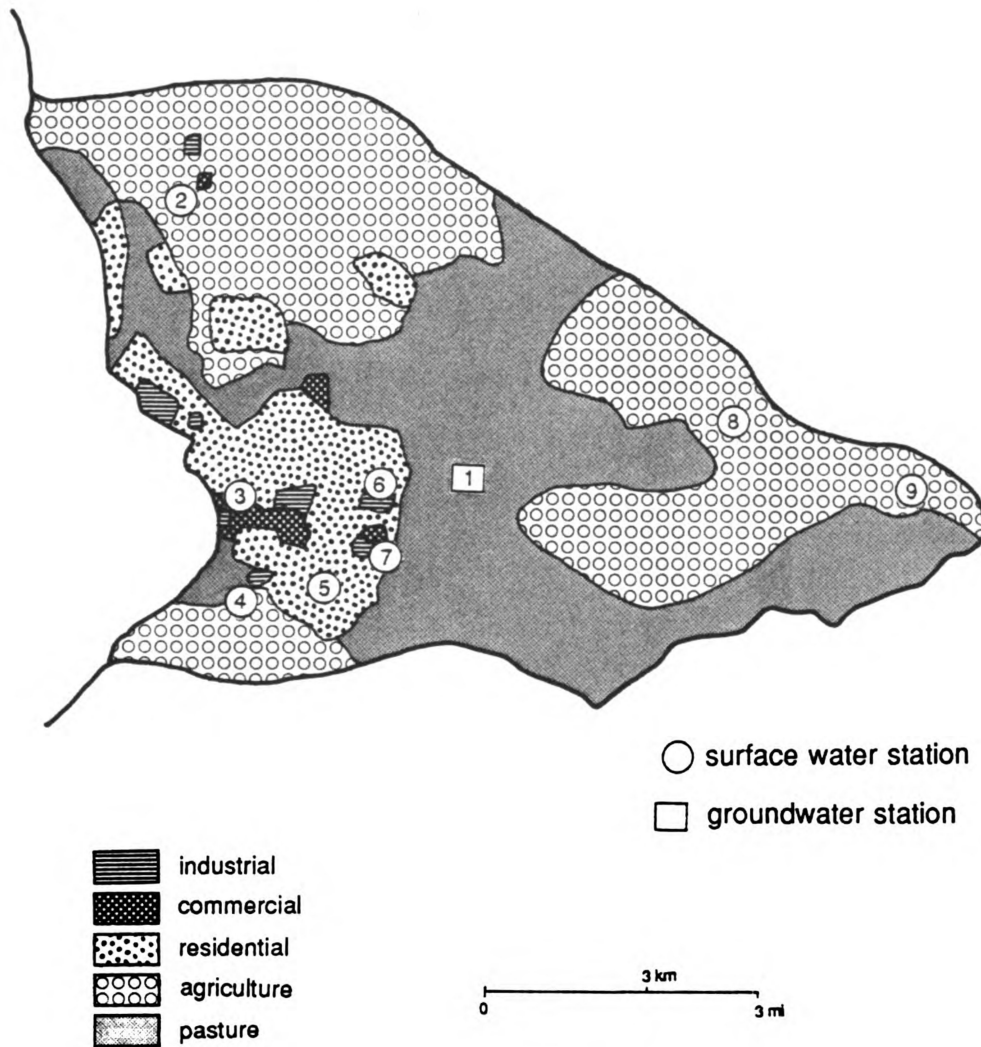 2
8
1
6
9
3
7
5
4
surface water station
groundwater station
industrial
commercial
residential
agriculture
pasture
3 km
0
3 mi